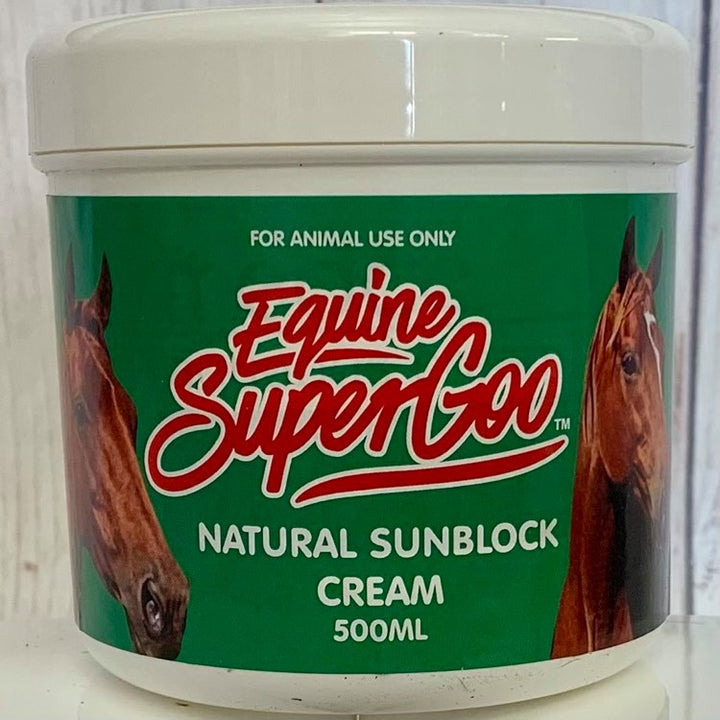 FOR ANIMAL USE ONLY
Equine
SuperGoo™
NATURAL SUNBLOCK
CREAM
500ML